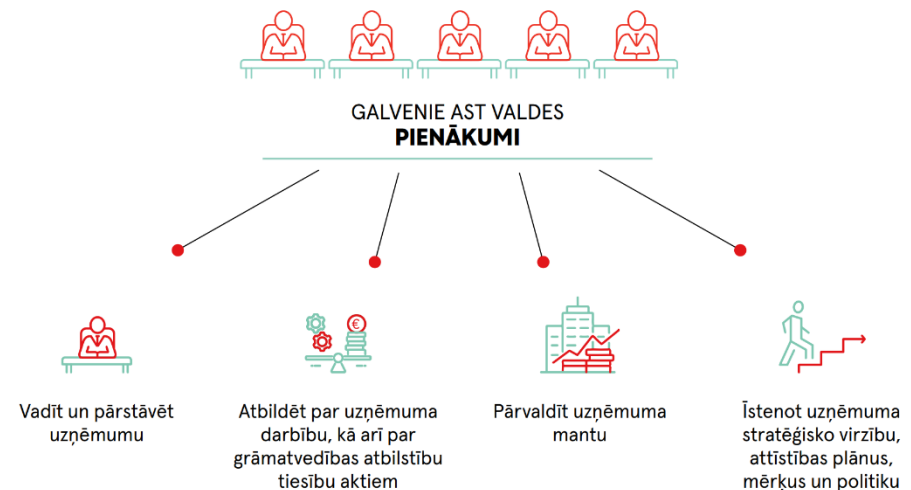 GALVENIE AST VALDES
PIENĀKUMI
€
Vadīt un pārstāvēt
uzņēmumu
Atbildēt par uzņēmuma
darbību, kā arī par
grāmatvedības atbilstību
tiesību aktiem
Pārvaldīt uzņēmuma
mantu
Īstenot uzņēmuma
stratēģisko virzību,
attīstības plānus,
mērķus un politiku